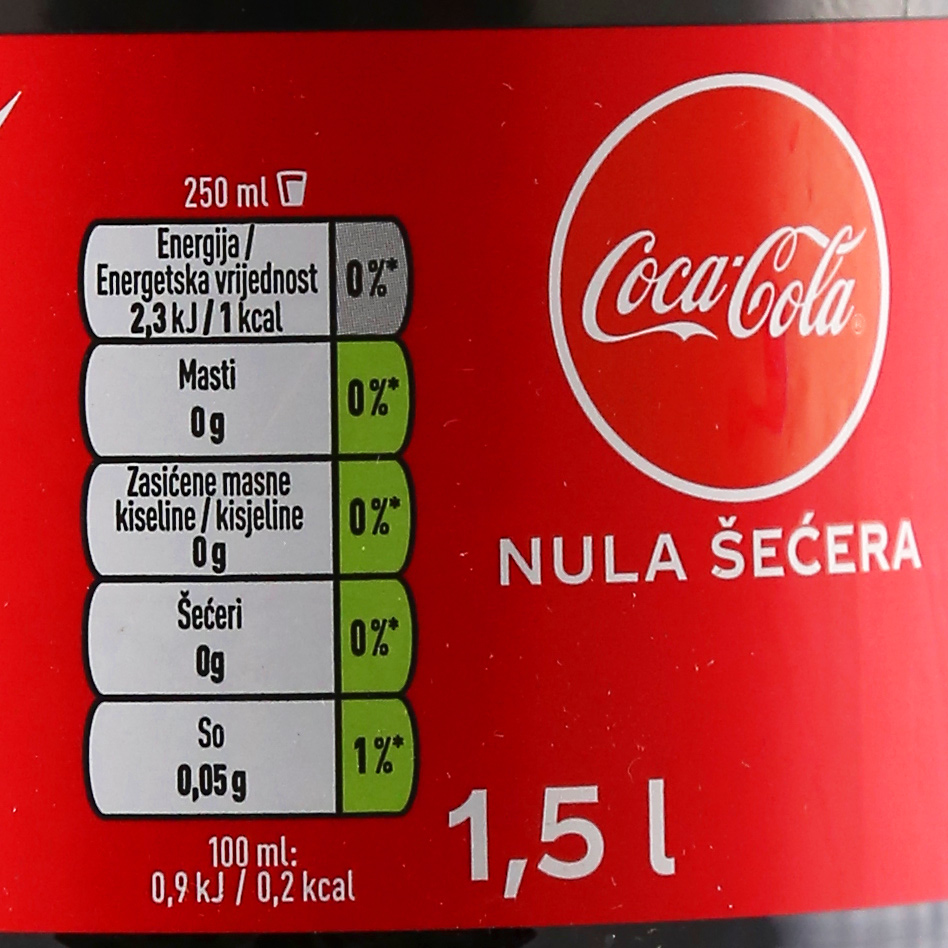 250 ml
Energija /
Energetska vrijednost
2,3 kJ / 1 kcal
0%*
Masti
0 g
0%*
Zasićene masne
kiseline / kisjeline
0 g
0%*
Šećeri
0g
0%*
So
0,05 g
1%*
100 ml:
0,9 kJ / 0,2 kcal
Coca-Cola®
NULA ŠEĆERA
1,5 l